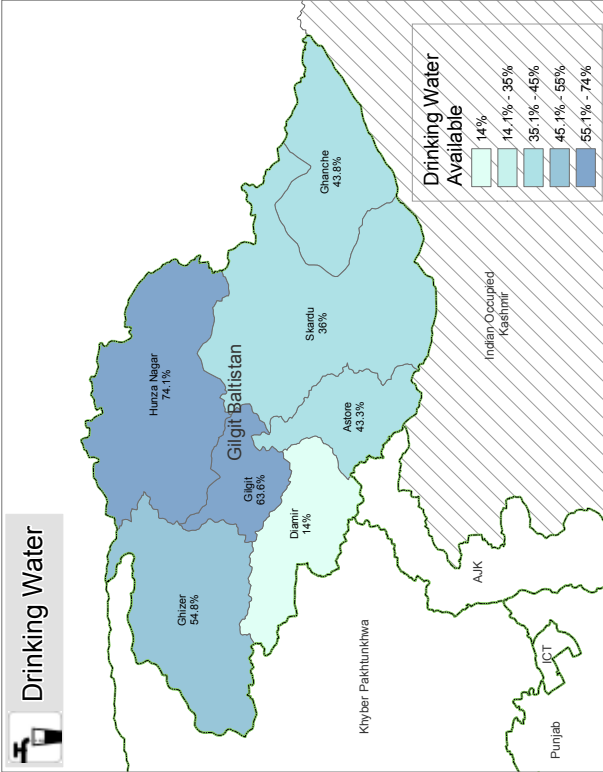 Drinking Water
Hunza Nagar
74.1%
Ghizer
54.8%
Gilgit Baltistan
Gilgit
63.6%
Diamir
14%
Astore
43.3%
Skardu
36%
Ghanche
43.8%
Khyber Pakhtunkhwa
AJK
ICT
Punjab
Indian Occupied
Kashmir
Drinking Water
Available
14%
14.1% - 35%
35.1% - 45%
45.1% - 55%
55.1% - 74%